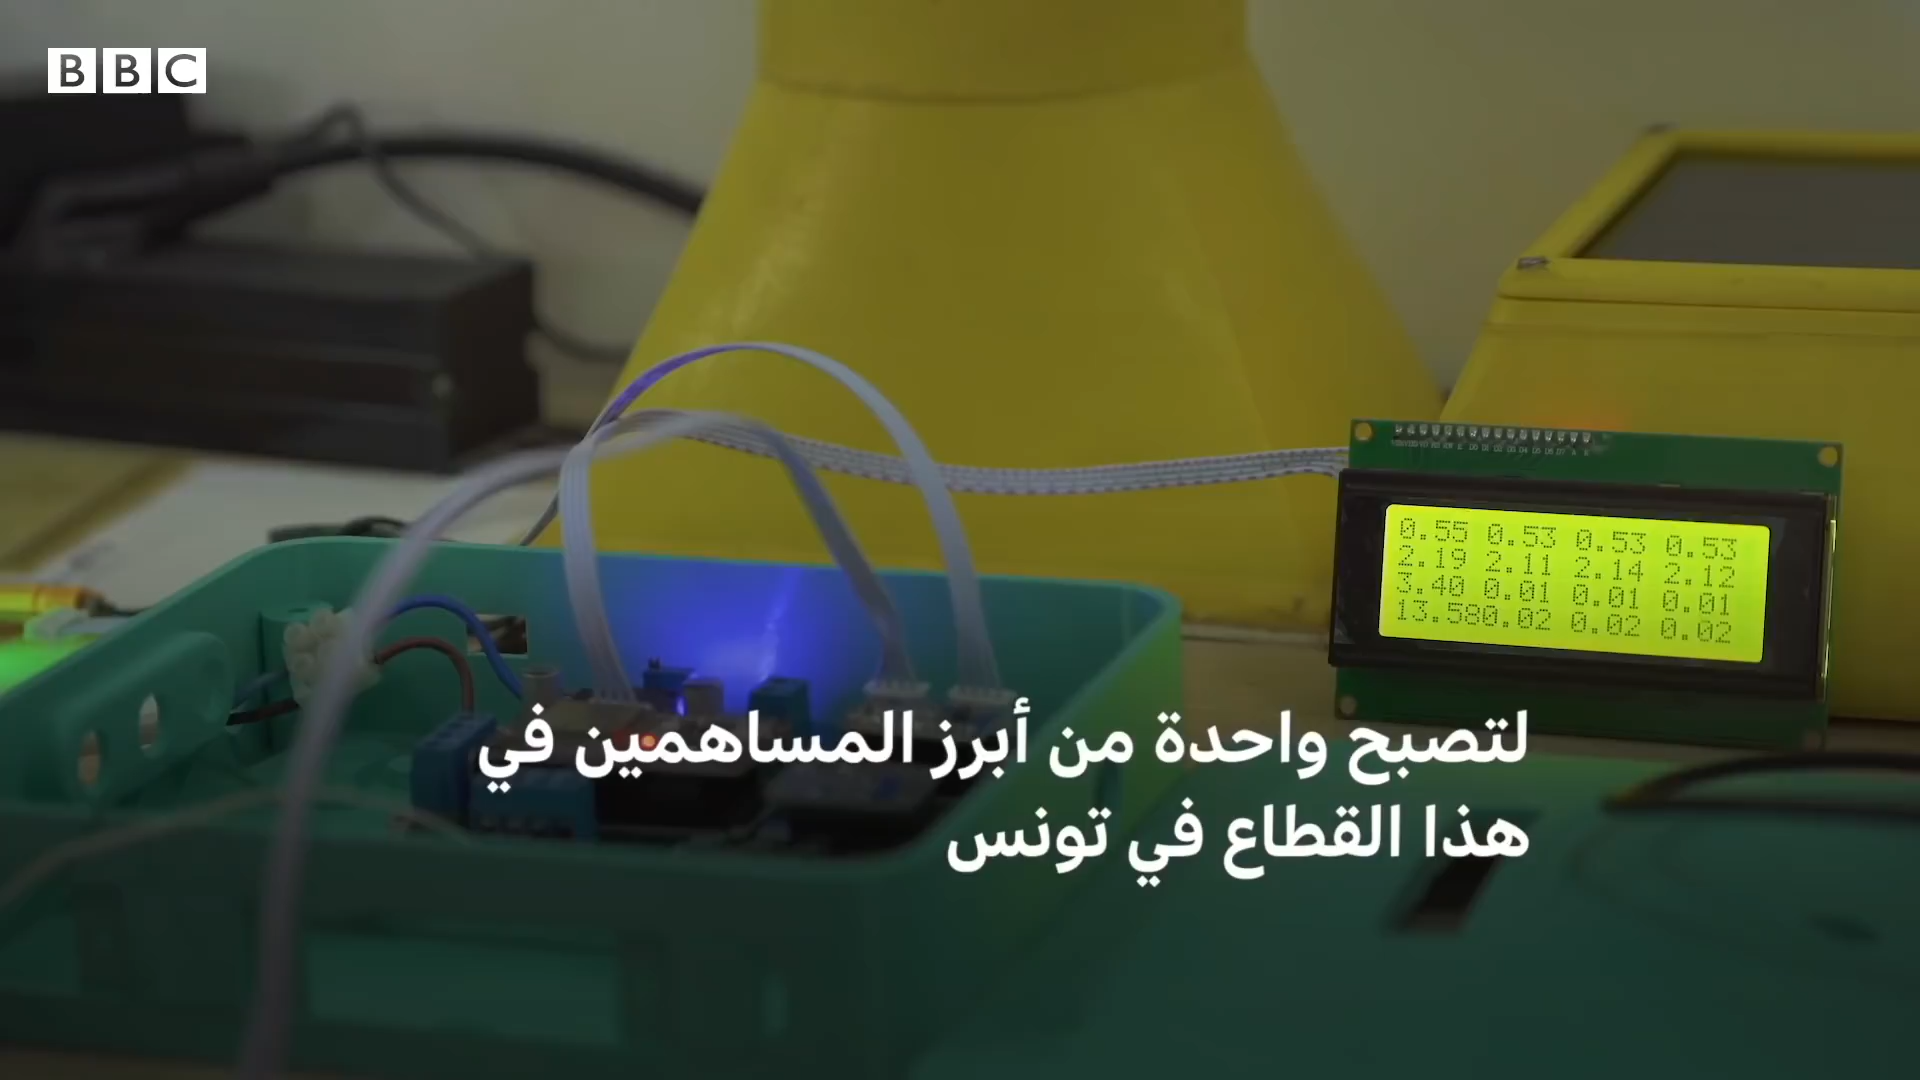 BBC
0.55 0.53 0.53 0.53
2.19 2.11 2.14 2.12
3.40 0.01 0.01 0.01
13.580.02 0.02 0.02
لتصبح واحدة من أبرز المساهمين في
هذا القطاع في تونس